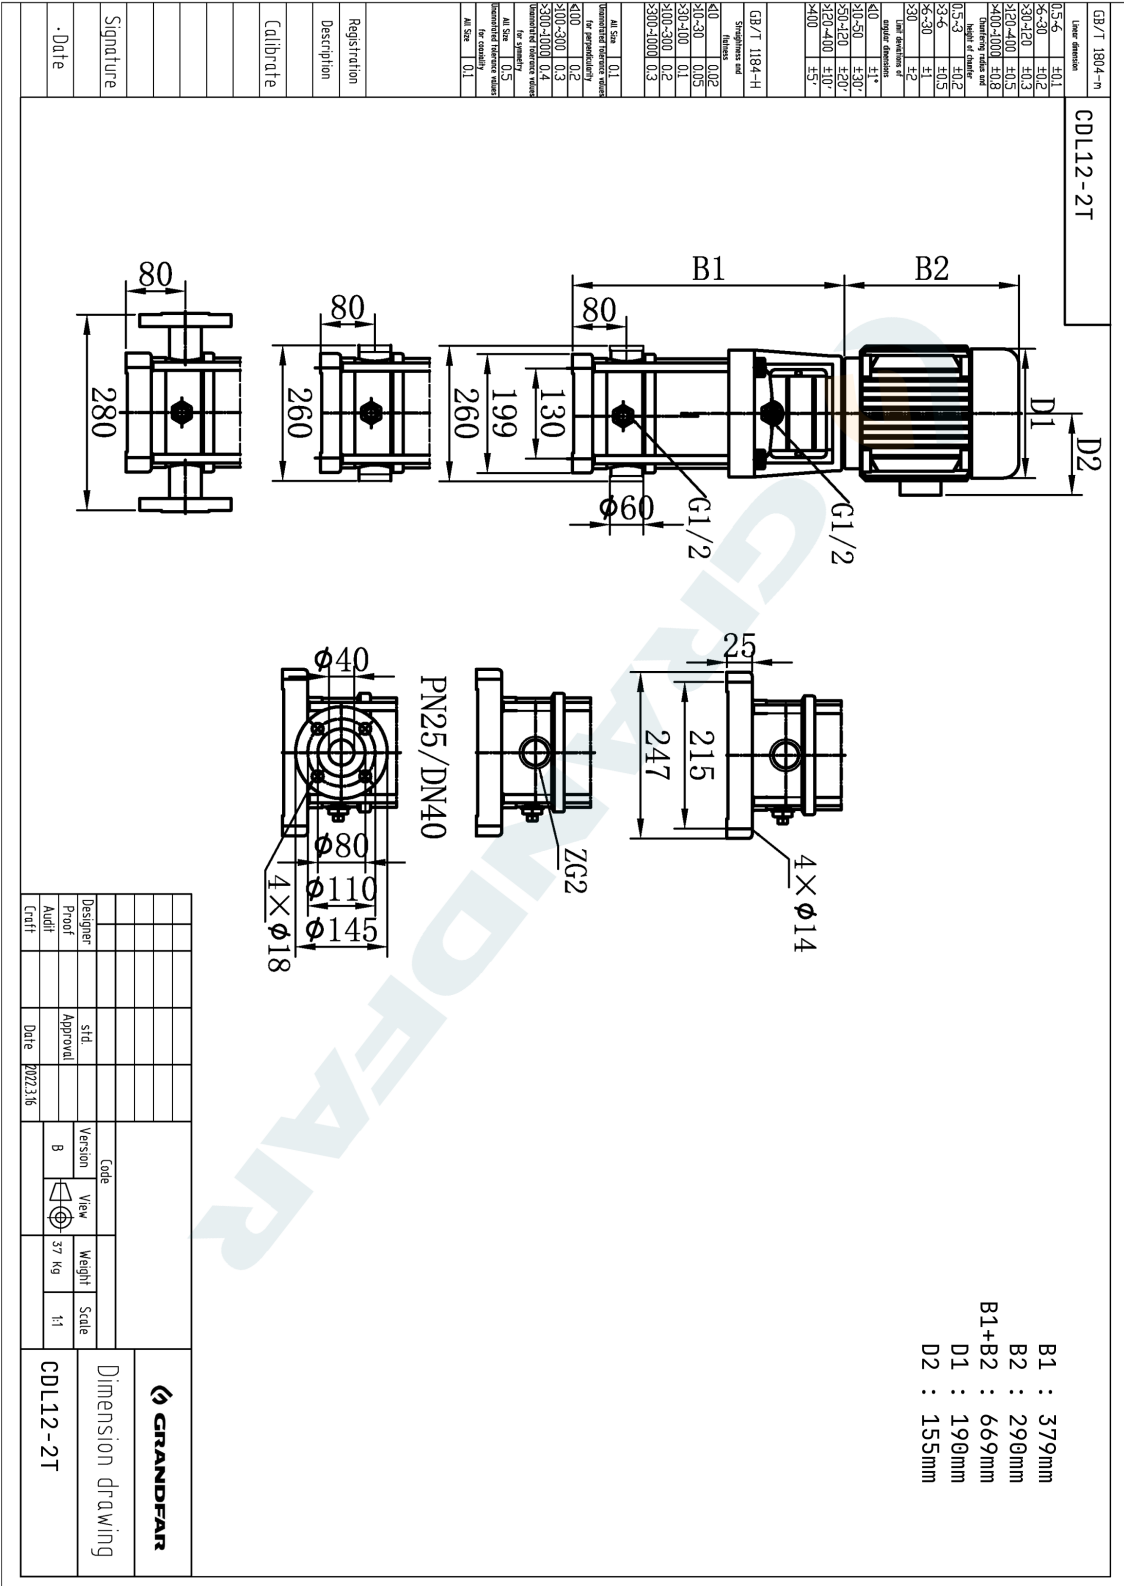 CDL12-2T
GB/T 1804-m
Linear dimension
0.5~6 ±0.1
>6~30 ±0.2
>30~120 ±0.3
>120~400 ±0.5
>400~1000 ±0.8
Chamfering radius and
height of chamfer
0.5~3 ±0.2
>3~6 ±0.5
>6~30 ±1
>30 ±2
Limit deviations of
angular dimensions
≤10 ±1°
>10~50 ±30'
>50~120 ±20'
>120~400 ±10'
>400 ±5'
GB/T 1184-H
Straightness and
flatness
≤10 0.02
>10~30 0.05
>30~100 0.1
>100~300 0.2
>300~1000 0.3
All Size 0.1
Unannotated tolerance values
for perpendicularity
≤100 0.2
>100~300 0.3
>300~1000 0.4
Unannotated tolerance values
for symmetry
All Size 0.5
Unannotated tolerance values
for coaxiality
All Size 0.1
Registration
Description
Calibrate
Signature
Date
B2
B1
D1
D2
G1/2
G1/2
80
130
199
260
ϕ60
80
260
80
280
25
215
247
4×ϕ14
ZG2
PN25/DN40
ϕ40
ϕ80
ϕ110
ϕ145
4×ϕ18
GRANDFAR
B1 : 379mm
B2 : 290mm
B1+B2 : 669mm
D1 : 190mm
D2 : 155mm
Designer
std.
Proof
Approval
Audit
Craft
Date
2022.3.16
Code
Version
View
Weight
Scale
B
37 Kg
1:1
GRANDFAR
Dimension drawing
CDL12-2T